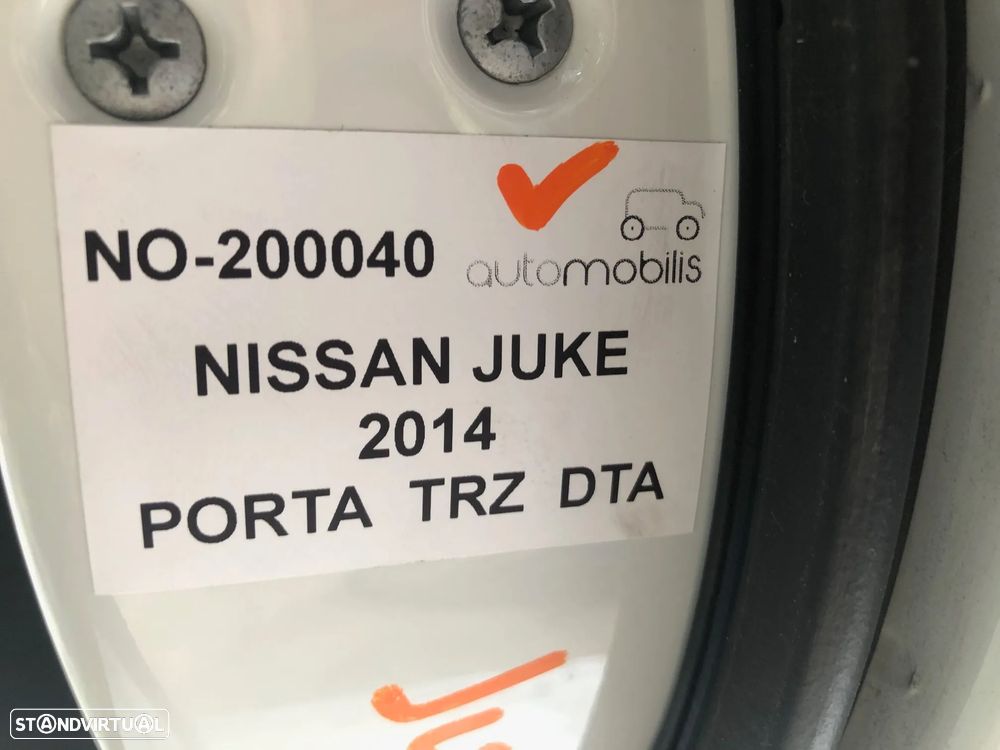 NO-200040
automobilis
NISSAN JUKE
2014
PORTA TRZ DTA
STANDVIRTUAL